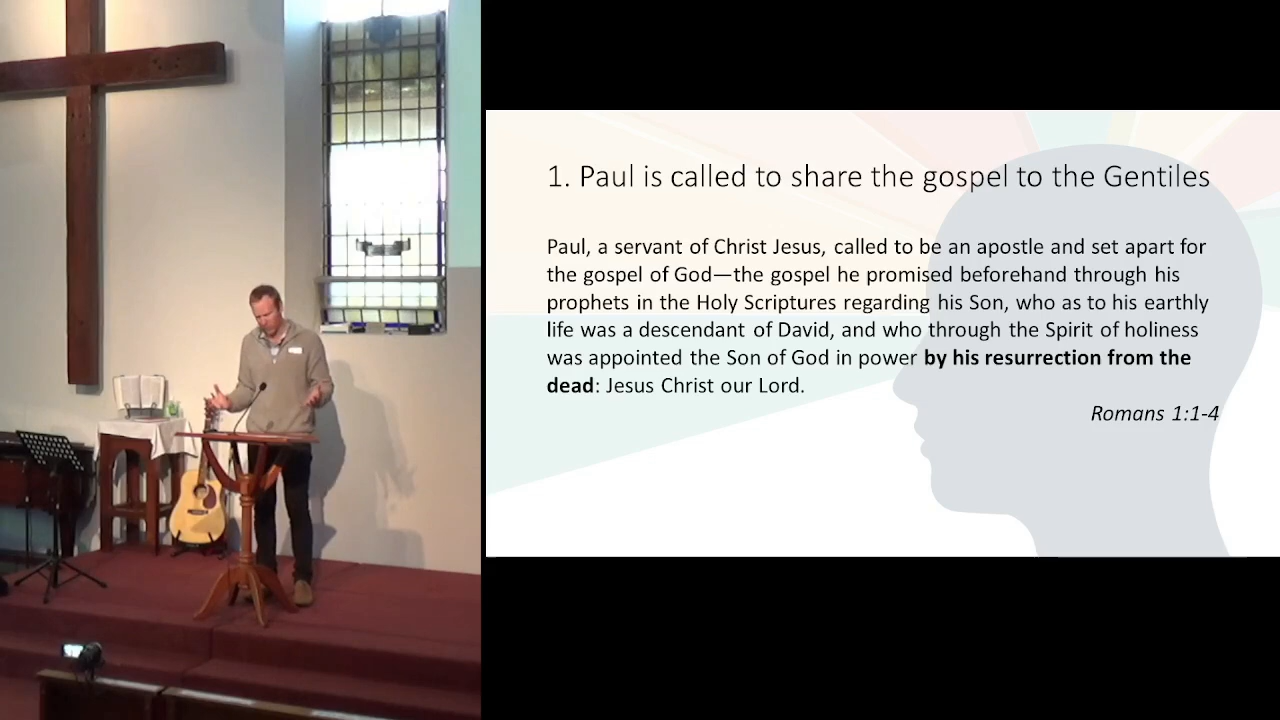 1. Paul is called to share the gospel to the Gentiles
Paul, a servant of Christ Jesus, called to be an apostle and set apart for
the gospel of God—the gospel he promised beforehand through his
prophets in the Holy Scriptures regarding his Son, who as to his earthly
life was a descendant of David, and who through the Spirit of holiness
was appointed the Son of God in power by his resurrection from the
dead: Jesus Christ our Lord.
Romans 1:1-4